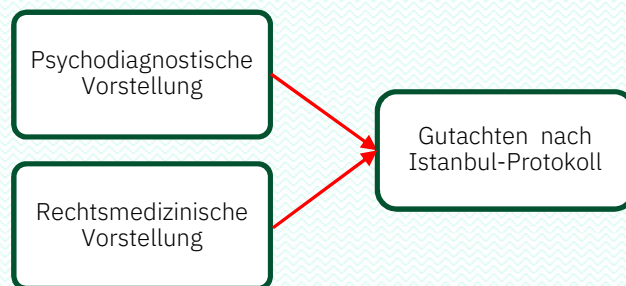 Psychodiagnostische
Vorstellung
Rechtsmedizinische
Vorstellung
Gutachten nach
Istanbul-Protokoll